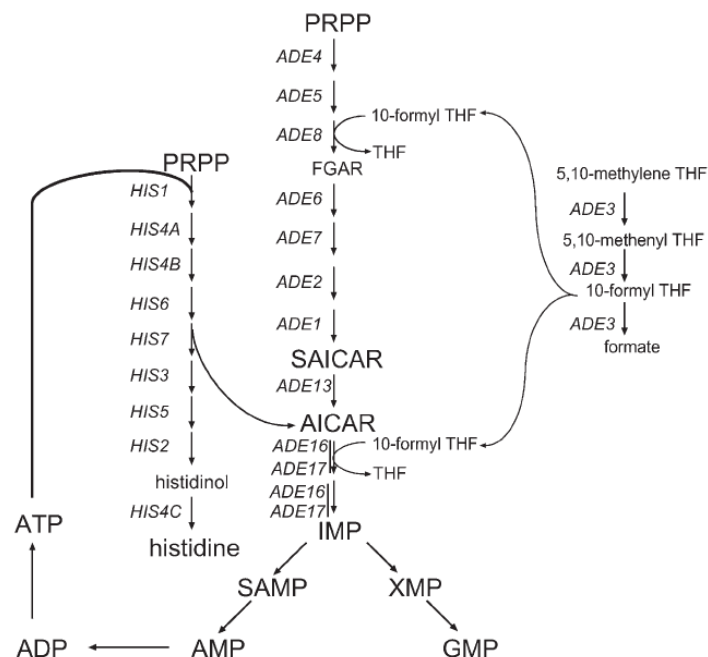 PRPP
ADE4
ADE5
10-formyl THF
ADE8
THF
PRPP
FGAR
5,10-methylene THF
HIS1
ADE6
ADE3
HIS4A
ADE7
5,10-methenyl THF
HIS4B
ADE3
ADE2
10-formyl THF
HIS6
ADE1
ADE3
HIS7
formate
SAICAR
HIS3
ADE13
HIS5
AICAR
HIS2
ADE16
10-formyl THF
ADE17
THF
histidinol
ADE16
ATP
HIS4C
ADE17
IMP
histidine
SAMP
XMP
ADP
AMP
GMP